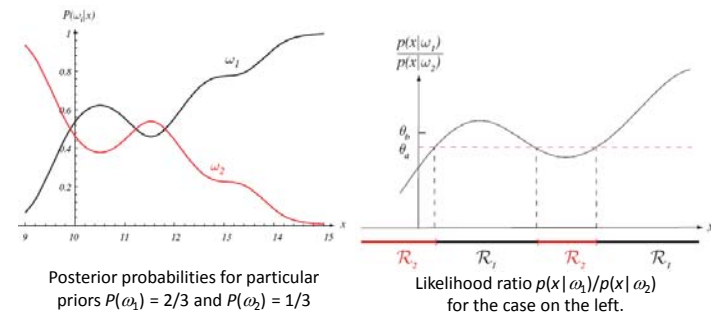 P(ωᵢ|x)
1
0.8
0.6
0.4
0.2
ω₁
ω₂
9
10
11
12
13
14
15
x
Posterior probabilities for particular
priors P(ω₁) = 2/3 and P(ω₂) = 1/3
p(x|ω₁)
p(x|ω₂)
θb
θa
x
R₂
R₁
R₂
R₁
Likelihood ratio p(x|ω₁)/p(x|ω₂)
for the case on the left.